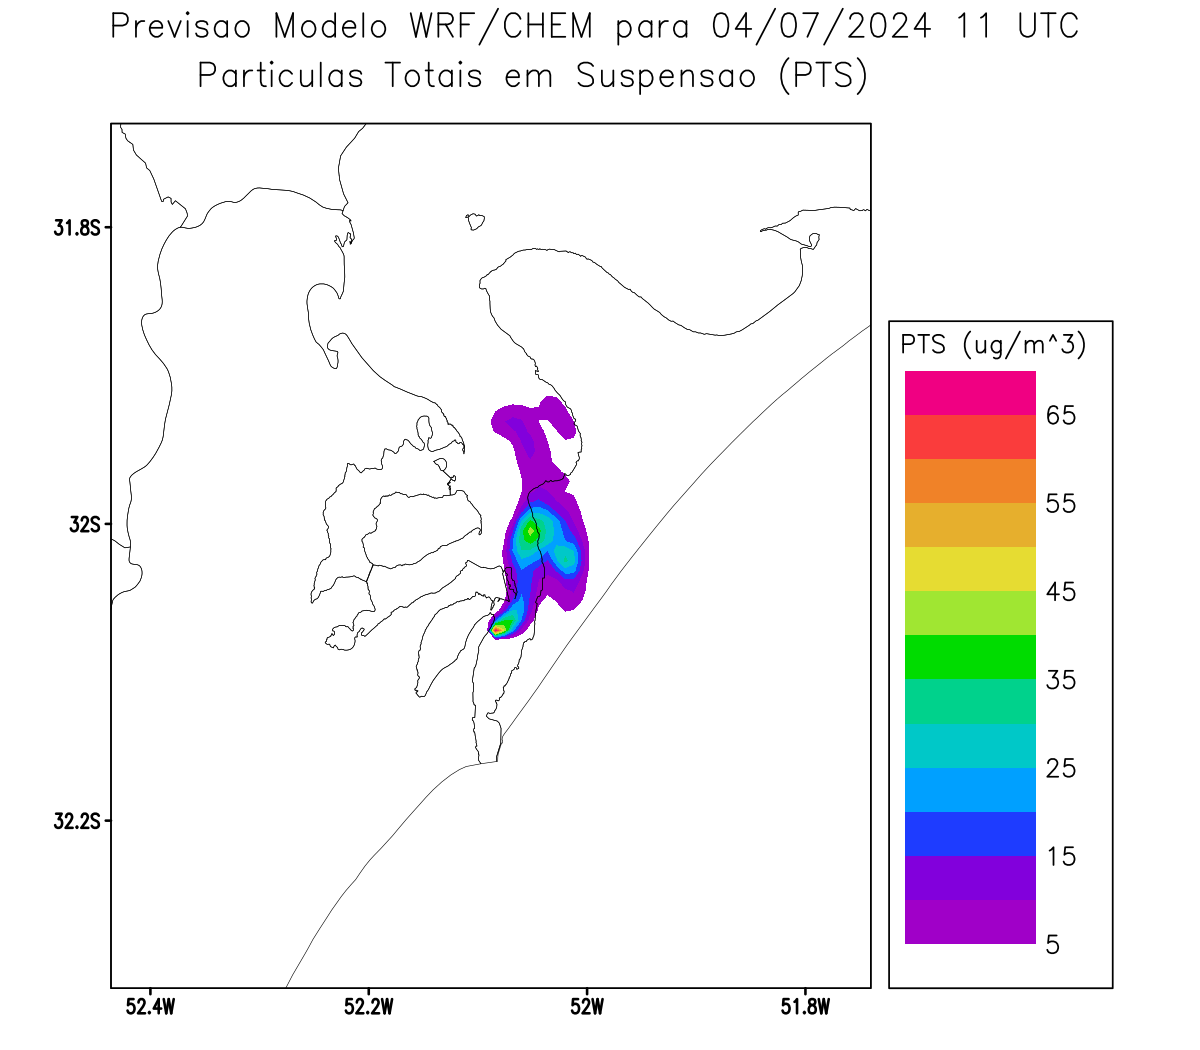 Previsao Modelo WRF/CHEM para 04/07/2024 11 UTC
Particulas Totais em Suspensao (PTS)
31.8S
32S
32.2S
52.4W
52.2W
52W
51.8W
PTS (ug/m^3)
65
55
45
35
25
15
5